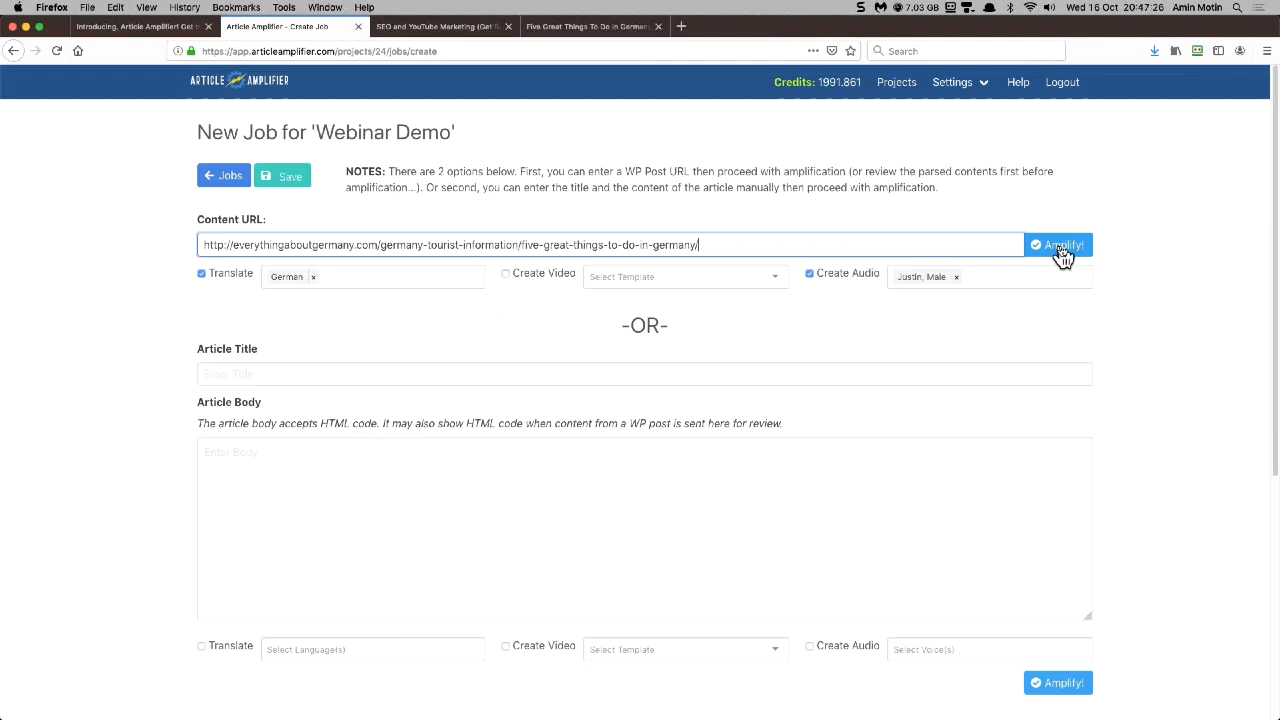 Firefox File Edit View History Bookmarks Tools Window Help 7.03 GB Wed 16 Oct 20:47:26 Amin Motin
Introducing, Article Amplifier! Get m Article Amplifier - Create Job SEO and YouTube Marketing (Get R Five Great Things To Do in Germany
https://app.articleamplifier.com/projects/24/jobs/create Search
ARTICLE AMPLIFIER Credits: 1991.861 Projects Settings Help Logout
New Job for 'Webinar Demo'
Jobs Save NOTES: There are 2 options below. First, you can enter a WP Post URL then proceed with amplification (or review the parsed contents first before
amplification...). Or second, you can enter the title and the content of the article manually then proceed with amplification.
Content URL:
http://everythingaboutgermany.com/germany-tourist-information/five-great-things-to-do-in-germany/ Amplify!
Translate German × Create Video Select Template Create Audio Justin, Male ×
-OR-
Article Title
Enter Title
Article Body
The article body accepts HTML code. It may also show HTML code when content from a WP post is sent here for review.
Enter Body
Translate Select Language(s) Create Video Select Template Create Audio Select Voice(s)
Amplify!